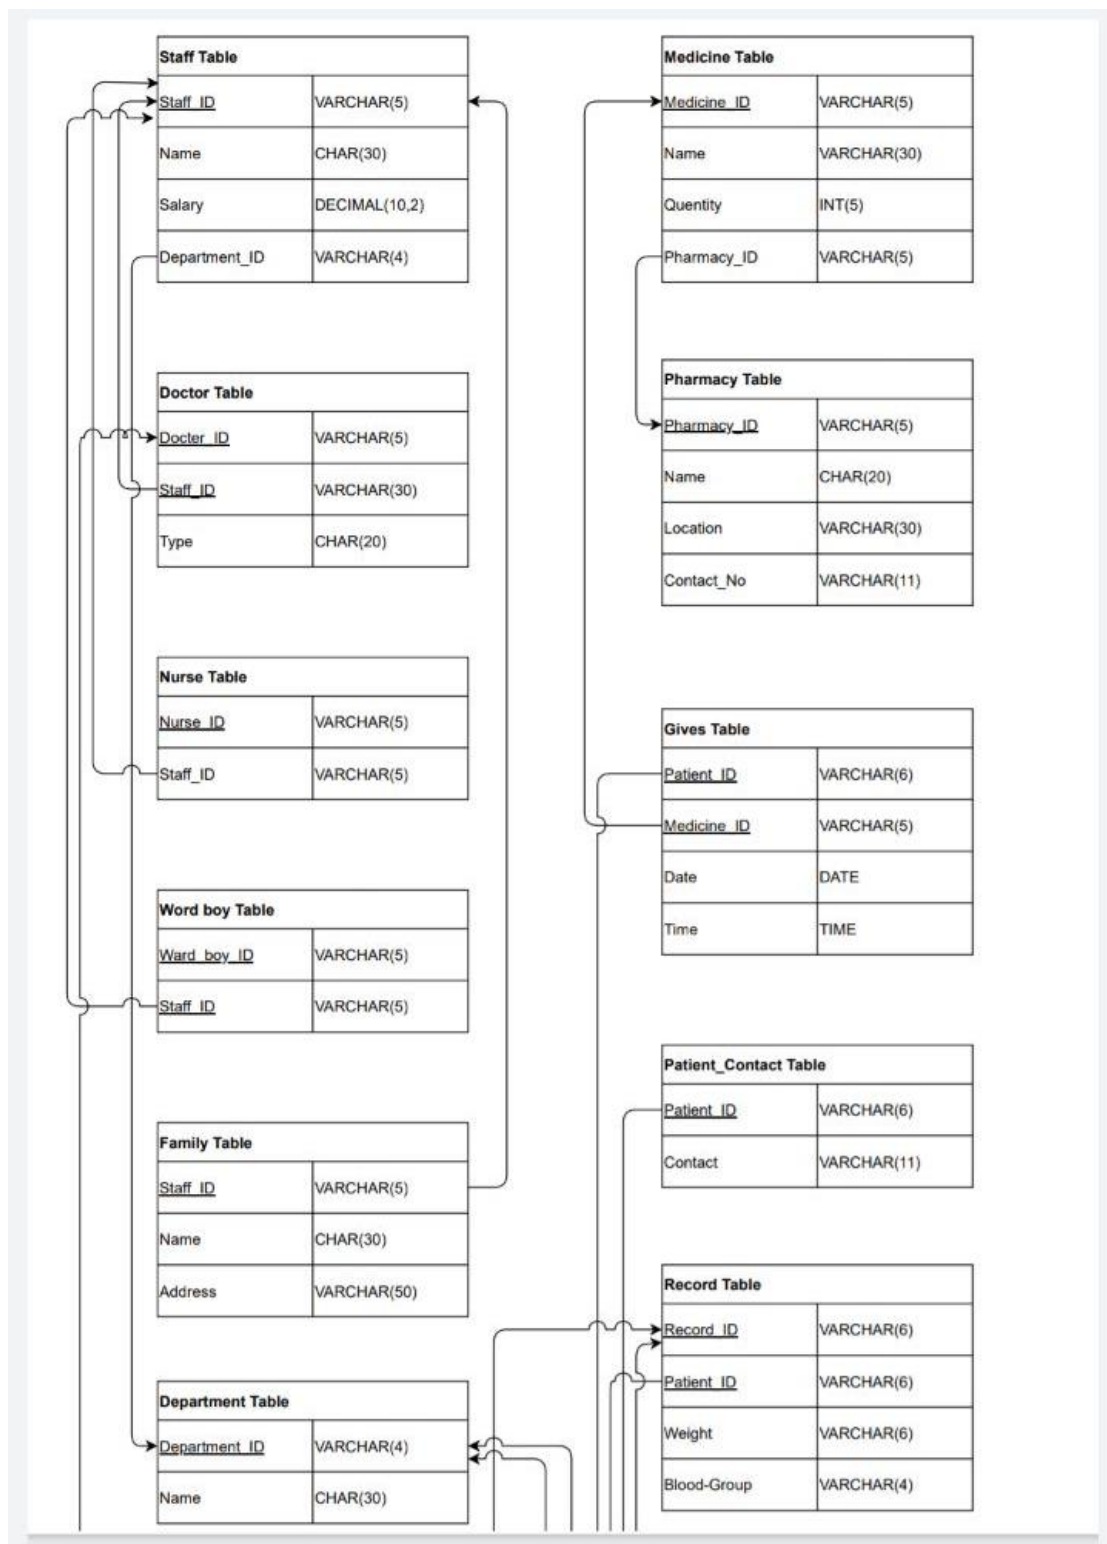 Staff Table
Staff_ID VARCHAR(5)
Name CHAR(30)
Salary DECIMAL(10,2)
Department_ID VARCHAR(4)
Doctor Table
Docter_ID VARCHAR(5)
Staff_ID VARCHAR(30)
Type CHAR(20)
Nurse Table
Nurse_ID VARCHAR(5)
Staff_ID VARCHAR(5)
Word boy Table
Ward_boy_ID VARCHAR(5)
Staff_ID VARCHAR(5)
Family Table
Staff_ID VARCHAR(5)
Name CHAR(30)
Address VARCHAR(50)
Department Table
Department_ID VARCHAR(4)
Name CHAR(30)
Medicine Table
Medicine_ID VARCHAR(5)
Name VARCHAR(30)
Quentity INT(5)
Pharmacy_ID VARCHAR(5)
Pharmacy Table
Pharmacy_ID VARCHAR(5)
Name CHAR(20)
Location VARCHAR(30)
Contact_No VARCHAR(11)
Gives Table
Patient_ID VARCHAR(6)
Medicine_ID VARCHAR(5)
Date DATE
Time TIME
Patient_Contact Table
Patient_ID VARCHAR(6)
Contact VARCHAR(11)
Record Table
Record_ID VARCHAR(6)
Patient_ID VARCHAR(6)
Weight VARCHAR(6)
Blood-Group VARCHAR(4)